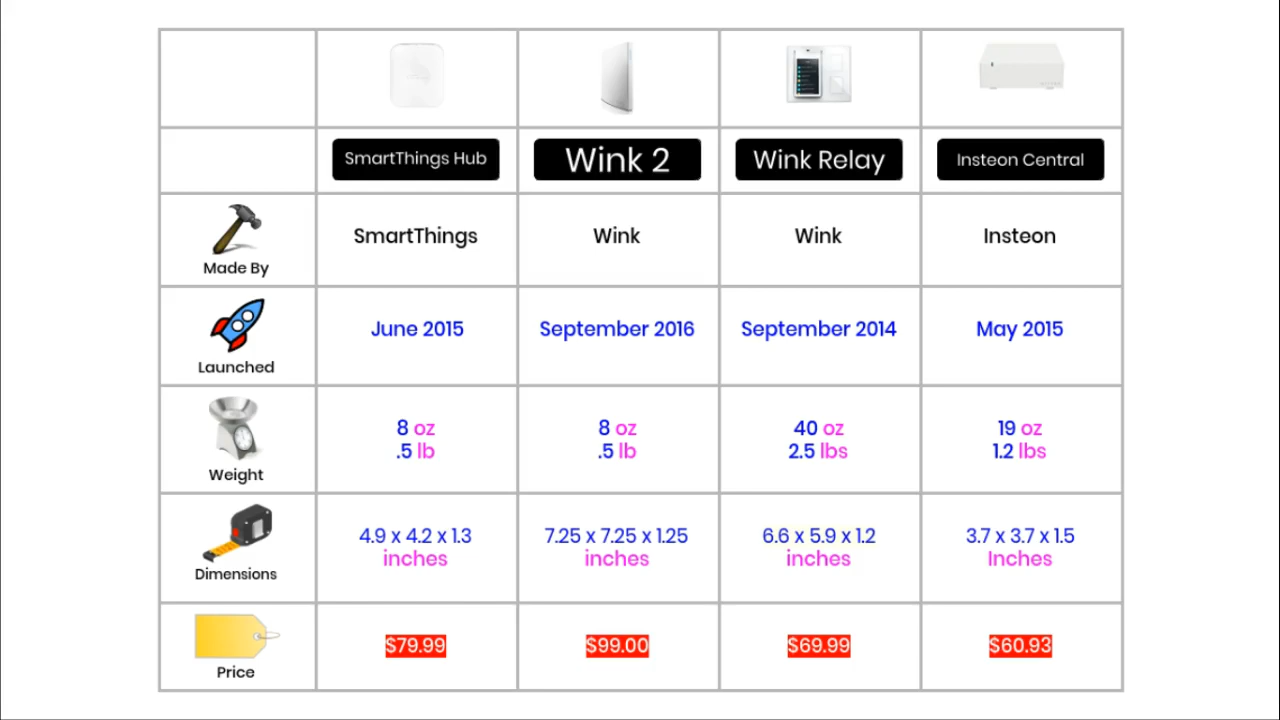 SmartThings Hub
Wink 2
Wink Relay
Insteon Central
Made By
SmartThings
Wink
Wink
Insteon
Launched
June 2015
September 2016
September 2014
May 2015
Weight
8 oz
.5 lb
8 oz
.5 lb
40 oz
2.5 lbs
19 oz
1.2 lbs
Dimensions
4.9 x 4.2 x 1.3
inches
7.25 x 7.25 x 1.25
inches
6.6 x 5.9 x 1.2
inches
3.7 x 3.7 x 1.5
Inches
Price
$79.99
$99.00
$69.99
$60.93